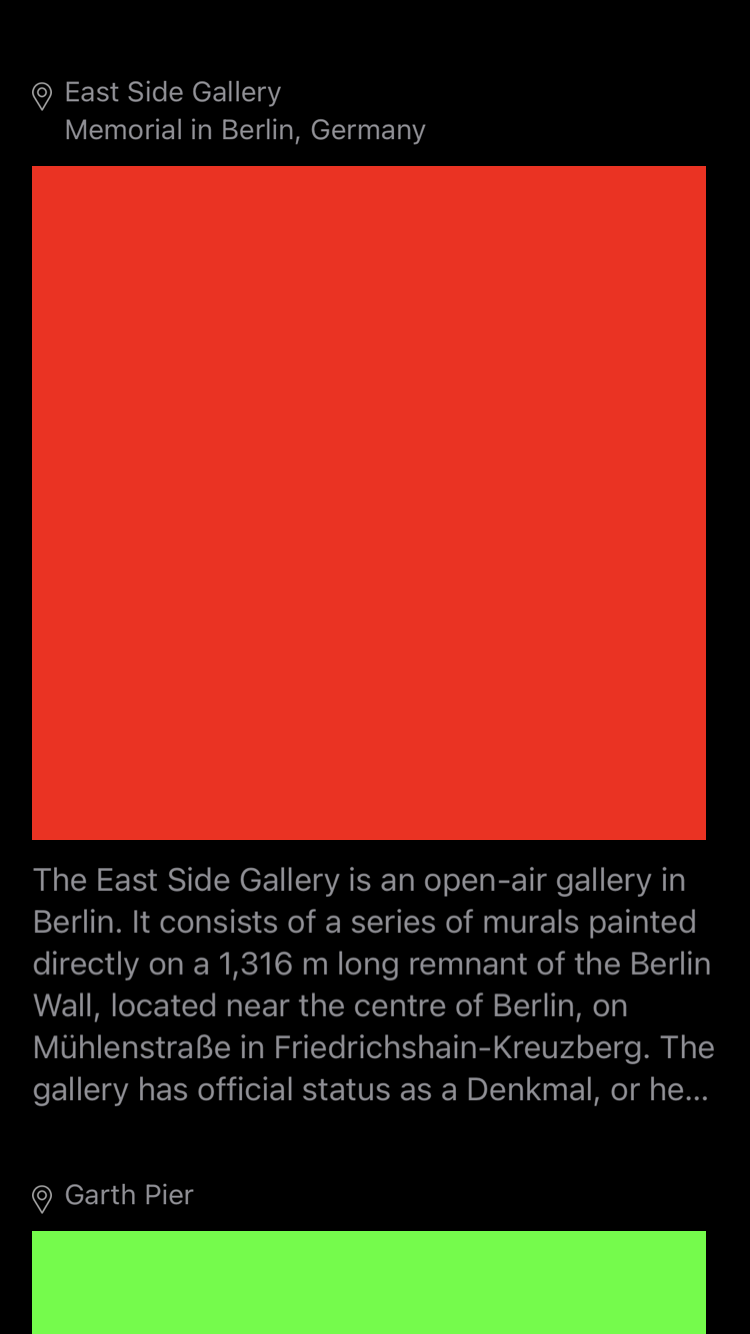 East Side Gallery
Memorial in Berlin, Germany
The East Side Gallery is an open-air gallery in
Berlin. It consists of a series of murals painted
directly on a 1,316 m long remnant of the Berlin
Wall, located near the centre of Berlin, on
Mühlenstraße in Friedrichshain-Kreuzberg. The
gallery has official status as a Denkmal, or he...
Garth Pier